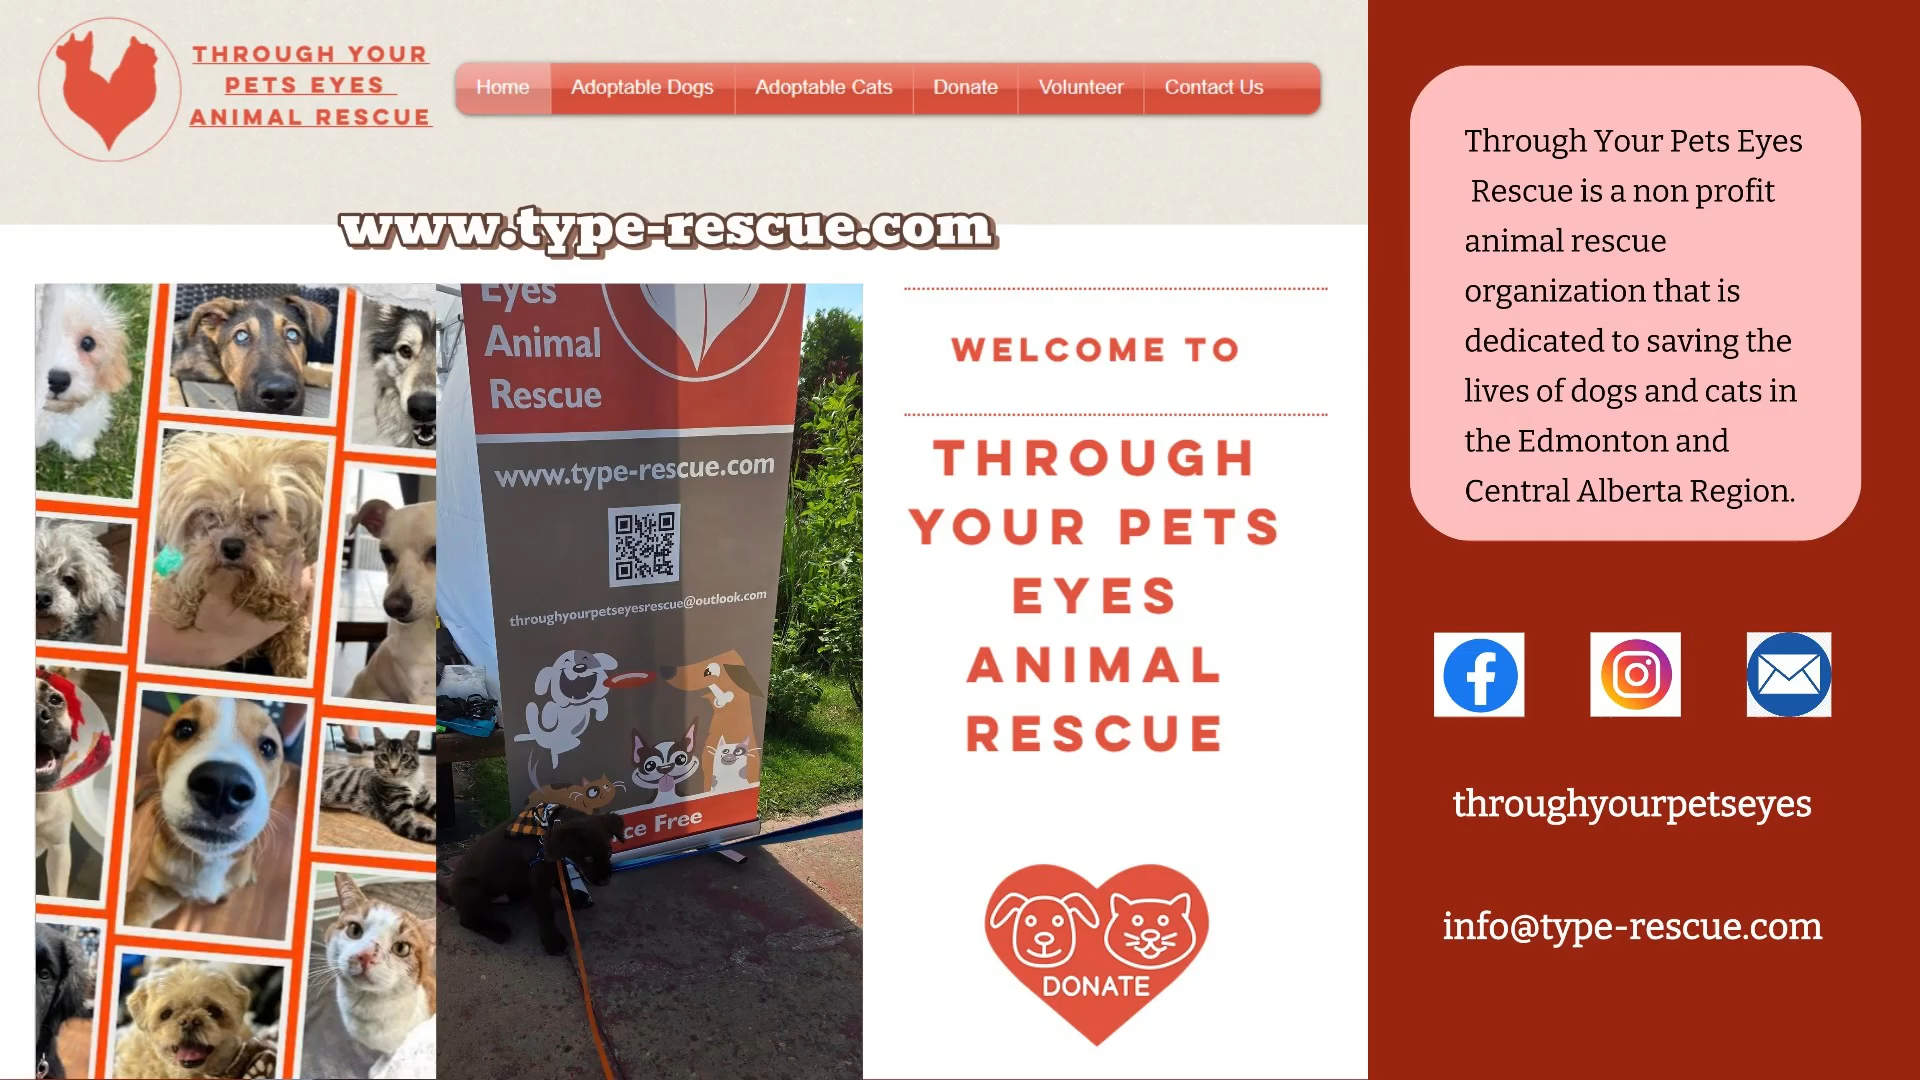 THROUGH YOUR
PETS EYES
ANIMAL RESCUE
Home
Adoptable Dogs
Adoptable Cats
Donate
Volunteer
Contact Us
www.type-rescue.com
Eyes
Animal
Rescue
www.type-rescue.com
throughyourpetseyesrescue@outlook.com
ce Free
WELCOME TO
THROUGH
YOUR PETS
EYES
ANIMAL
RESCUE
DONATE
Through Your Pets Eyes
Rescue is a non profit
animal rescue
organization that is
dedicated to saving the
lives of dogs and cats in
the Edmonton and
Central Alberta Region.
throughyourpetseyes
info@type-rescue.com